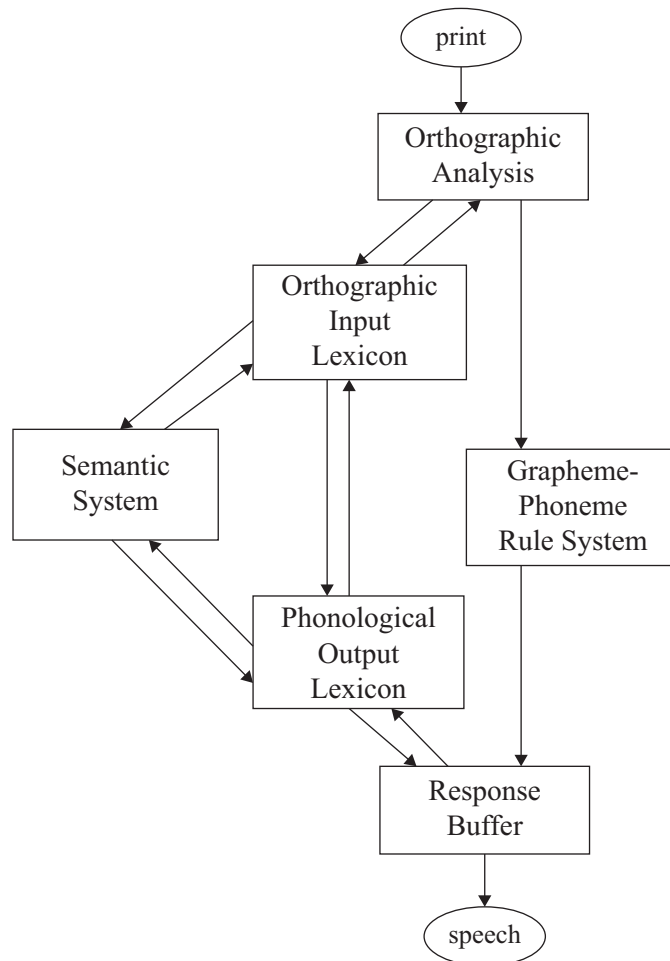 print
Orthographic
Analysis
Orthographic
Input
Lexicon
Semantic
System
Grapheme-
Phoneme
Rule System
Phonological
Output
Lexicon
Response
Buffer
speech